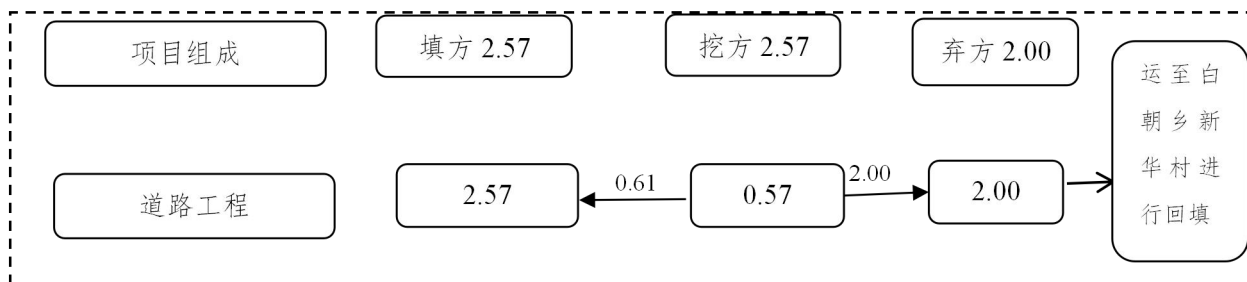 项目组成
填方 2.57
挖方 2.57
弃方 2.00
运至白
朝乡新
华村进
行回填
道路工程
2.57
0.61
0.57
2.00
2.00